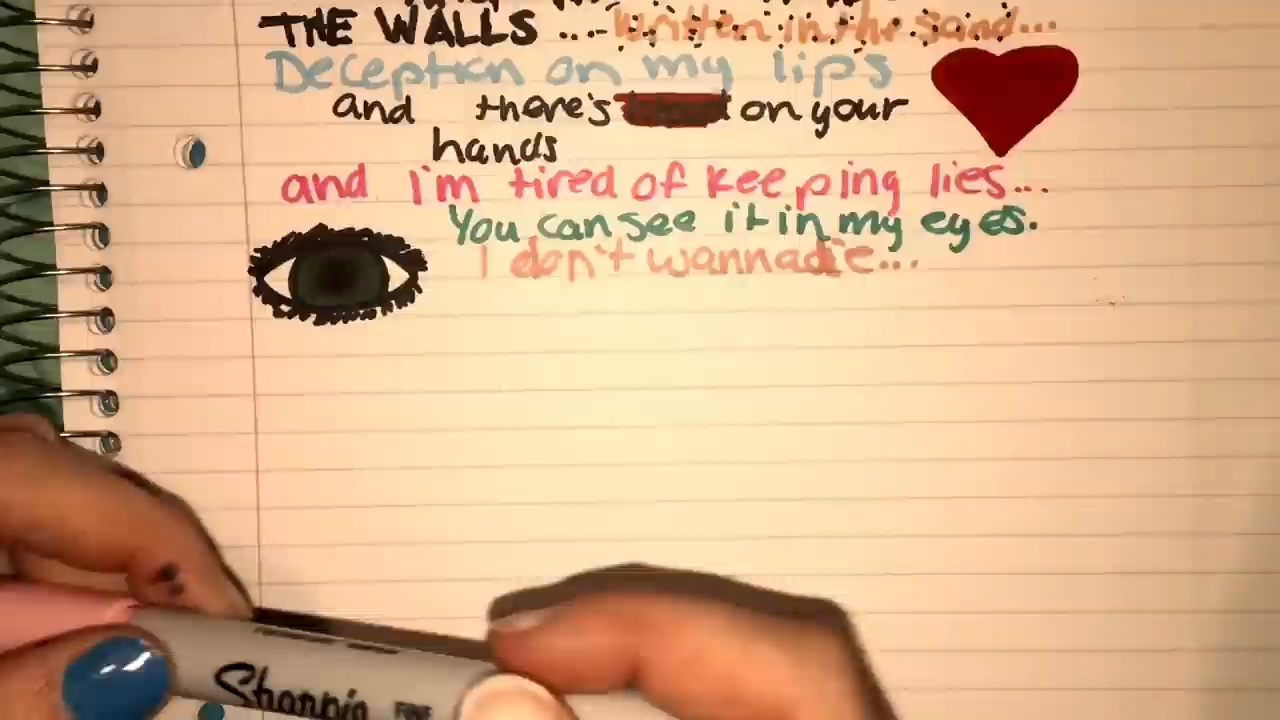 THE WALLS ... written in the sand...
Deception on my lips
and there's on your
hands
and i'm tired of keeping lies...
You can see it in my eyes.
I don't wanna die...
Sharpie
FINE